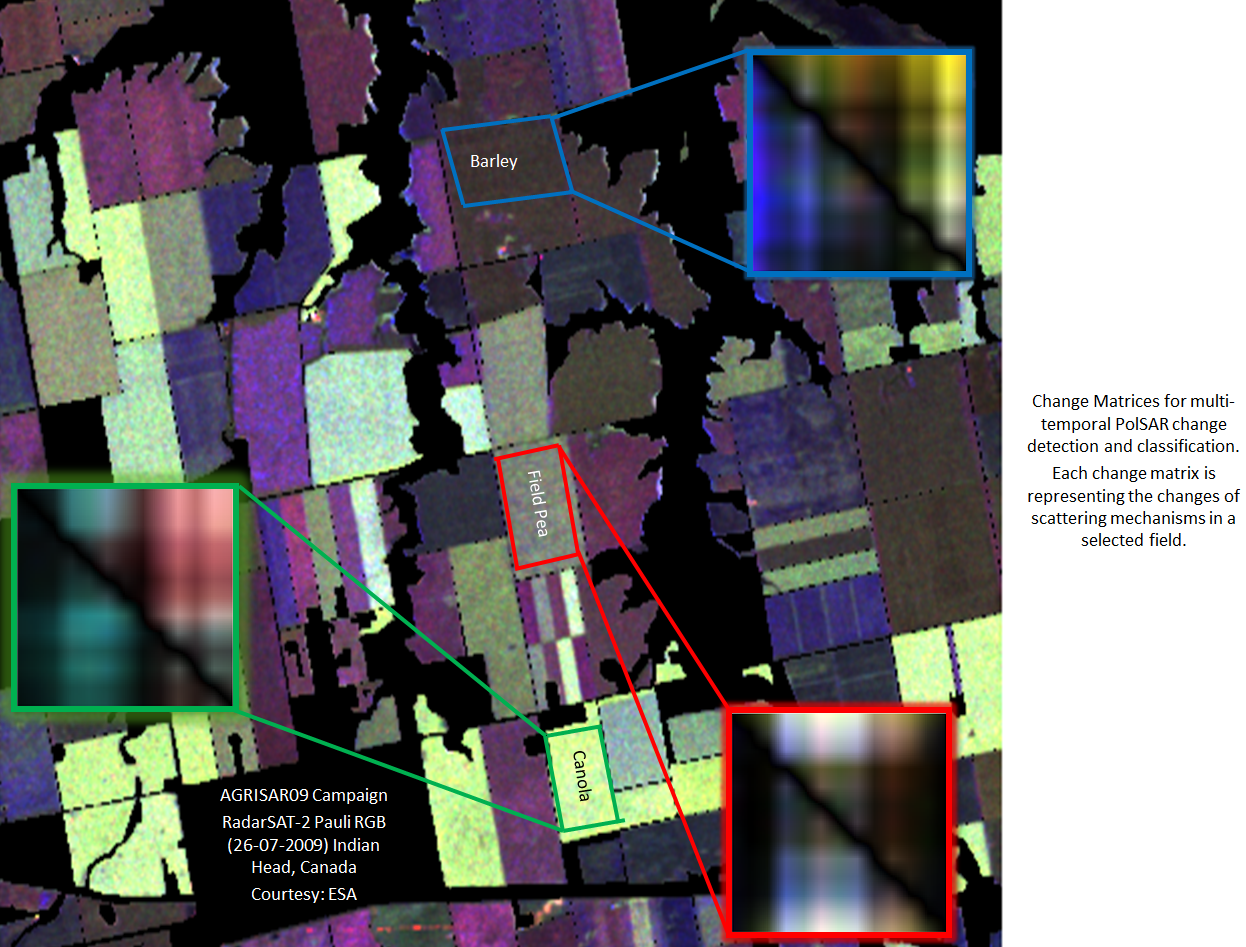 Barley
Change Matrices for multi-
temporal PolSAR change
detection and classification.
Each change matrix is
representing the changes of
scattering mechanisms in a
selected field.
Field Pea
Canola
AGRISAR09 Campaign
RadarSAT-2 Pauli RGB
(26-07-2009) Indian
Head, Canada
Courtesy: ESA